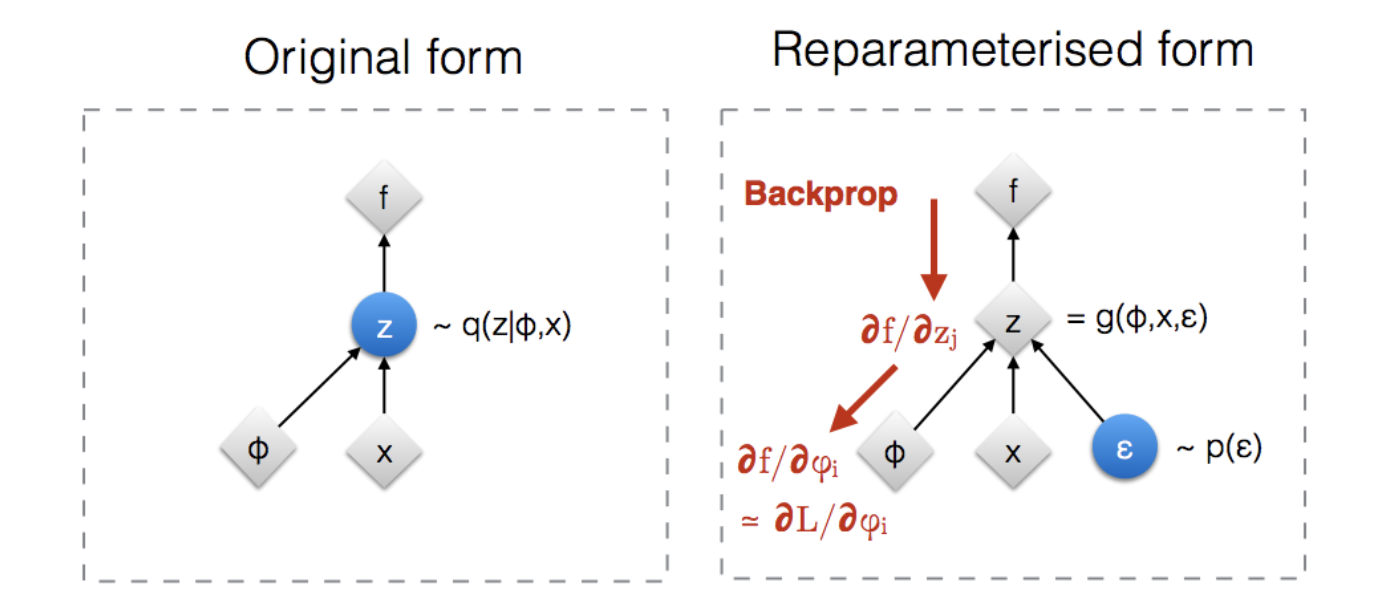 Original form
f
z ~ q(z|ϕ,x)
ϕ x
Reparameterised form
Backprop
f
∂f/∂zⱼ
z = g(ϕ,x,ε)
∂f/∂φᵢ
≃ ∂L/∂φᵢ
ϕ x ε ~ p(ε)